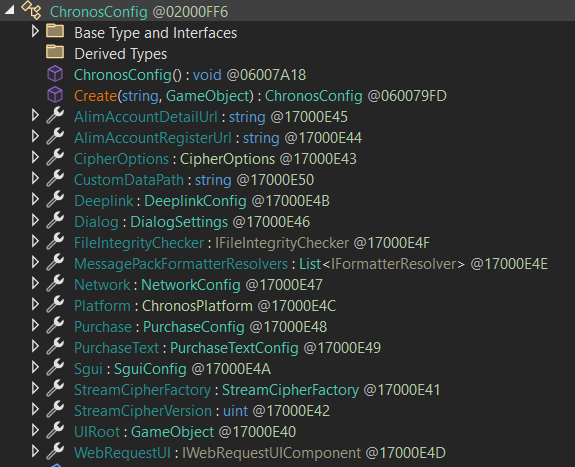 ChronosConfig @02000FF6
Base Type and Interfaces
Derived Types
ChronosConfig() : void @06007A18
Create(string, GameObject) : ChronosConfig @060079FD
AlimAccountDetailUrl : string @17000E45
AlimAccountRegisterUrl : string @17000E44
CipherOptions : CipherOptions @17000E43
CustomDataPath : string @17000E50
Deeplink : DeeplinkConfig @17000E4B
Dialog : DialogSettings @17000E46
FileIntegrityChecker : IFileIntegrityChecker @17000E4F
MessagePackFormatterResolvers : List<IFormatterResolver> @17000E4E
Network : NetworkConfig @17000E47
Platform : ChronosPlatform @17000E4C
Purchase : PurchaseConfig @17000E48
PurchaseText : PurchaseTextConfig @17000E49
Sgui : SguiConfig @17000E4A
StreamCipherFactory : StreamCipherFactory @17000E41
StreamCipherVersion : uint @17000E42
UIRoot : GameObject @17000E40
WebRequestUI : IWebRequestUIComponent @17000E4D